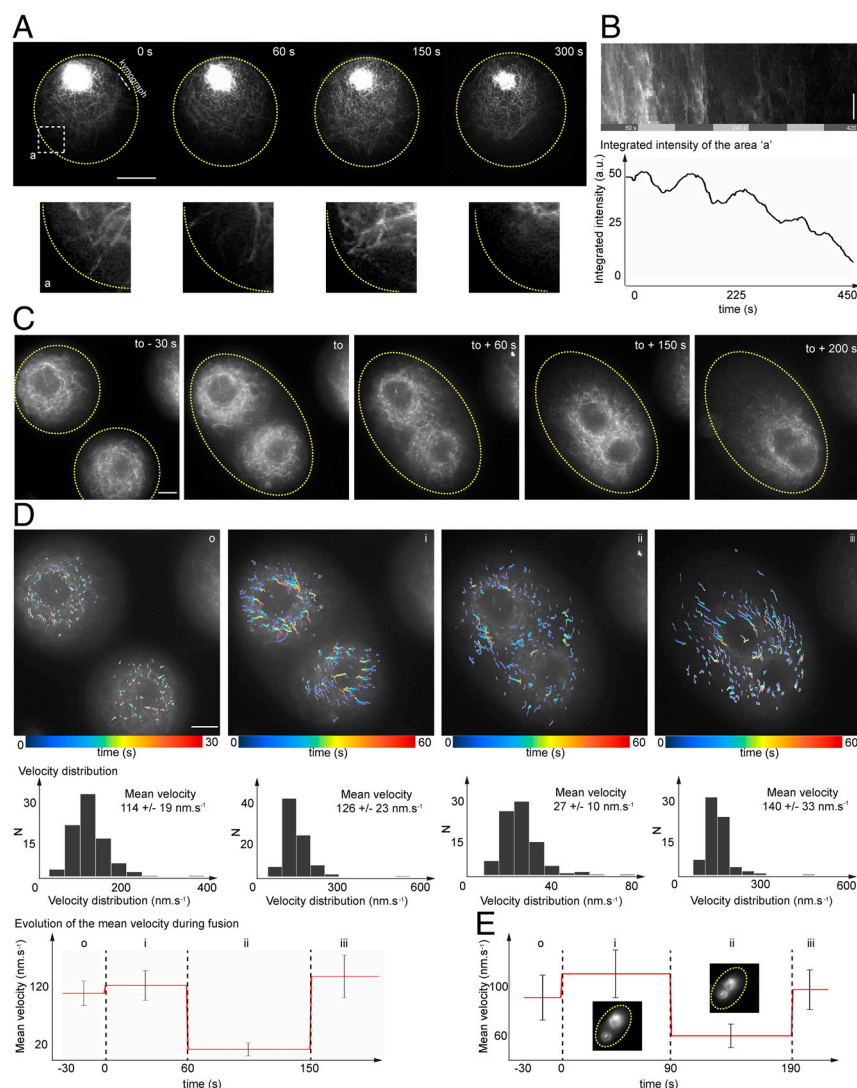 A
0 s
60 s
150 s
300 s
kymograph
a
a
B
60 s
240 s
420
Integrated intensity of the area 'a'
Integrated intensity (a.u.)
50
25
0
0
225
450
time (s)
C
to - 30 s
to
to + 60 s
to + 150 s
to + 200 s
D
o
i
ii
iii
0
time (s)
30
0
time (s)
60
0
time (s)
60
0
time (s)
60
Velocity distribution
N
30
15
0
200
400
Mean velocity
114 +/- 19 nm.s-1
Velocity distribution (nm.s-1)
N
40
20
0
300
600
Mean velocity
126 +/- 23 nm.s-1
Velocity distribution (nm.s-1)
N
30
15
0
40
80
Mean velocity
27 +/- 10 nm.s-1
Velocity distribution (nm.s-1)
N
30
15
0
300
600
Mean velocity
140 +/- 33 nm.s-1
Velocity distribution (nm.s-1)
Evolution of the mean velocity during fusion
Mean velocity (nm.s-1)
120
20
o
i
ii
iii
-30
0
60
150
time (s)
E
Mean velocity (nm.s-1)
100
60
o
i
ii
iii
-30
0
90
190
time (s)